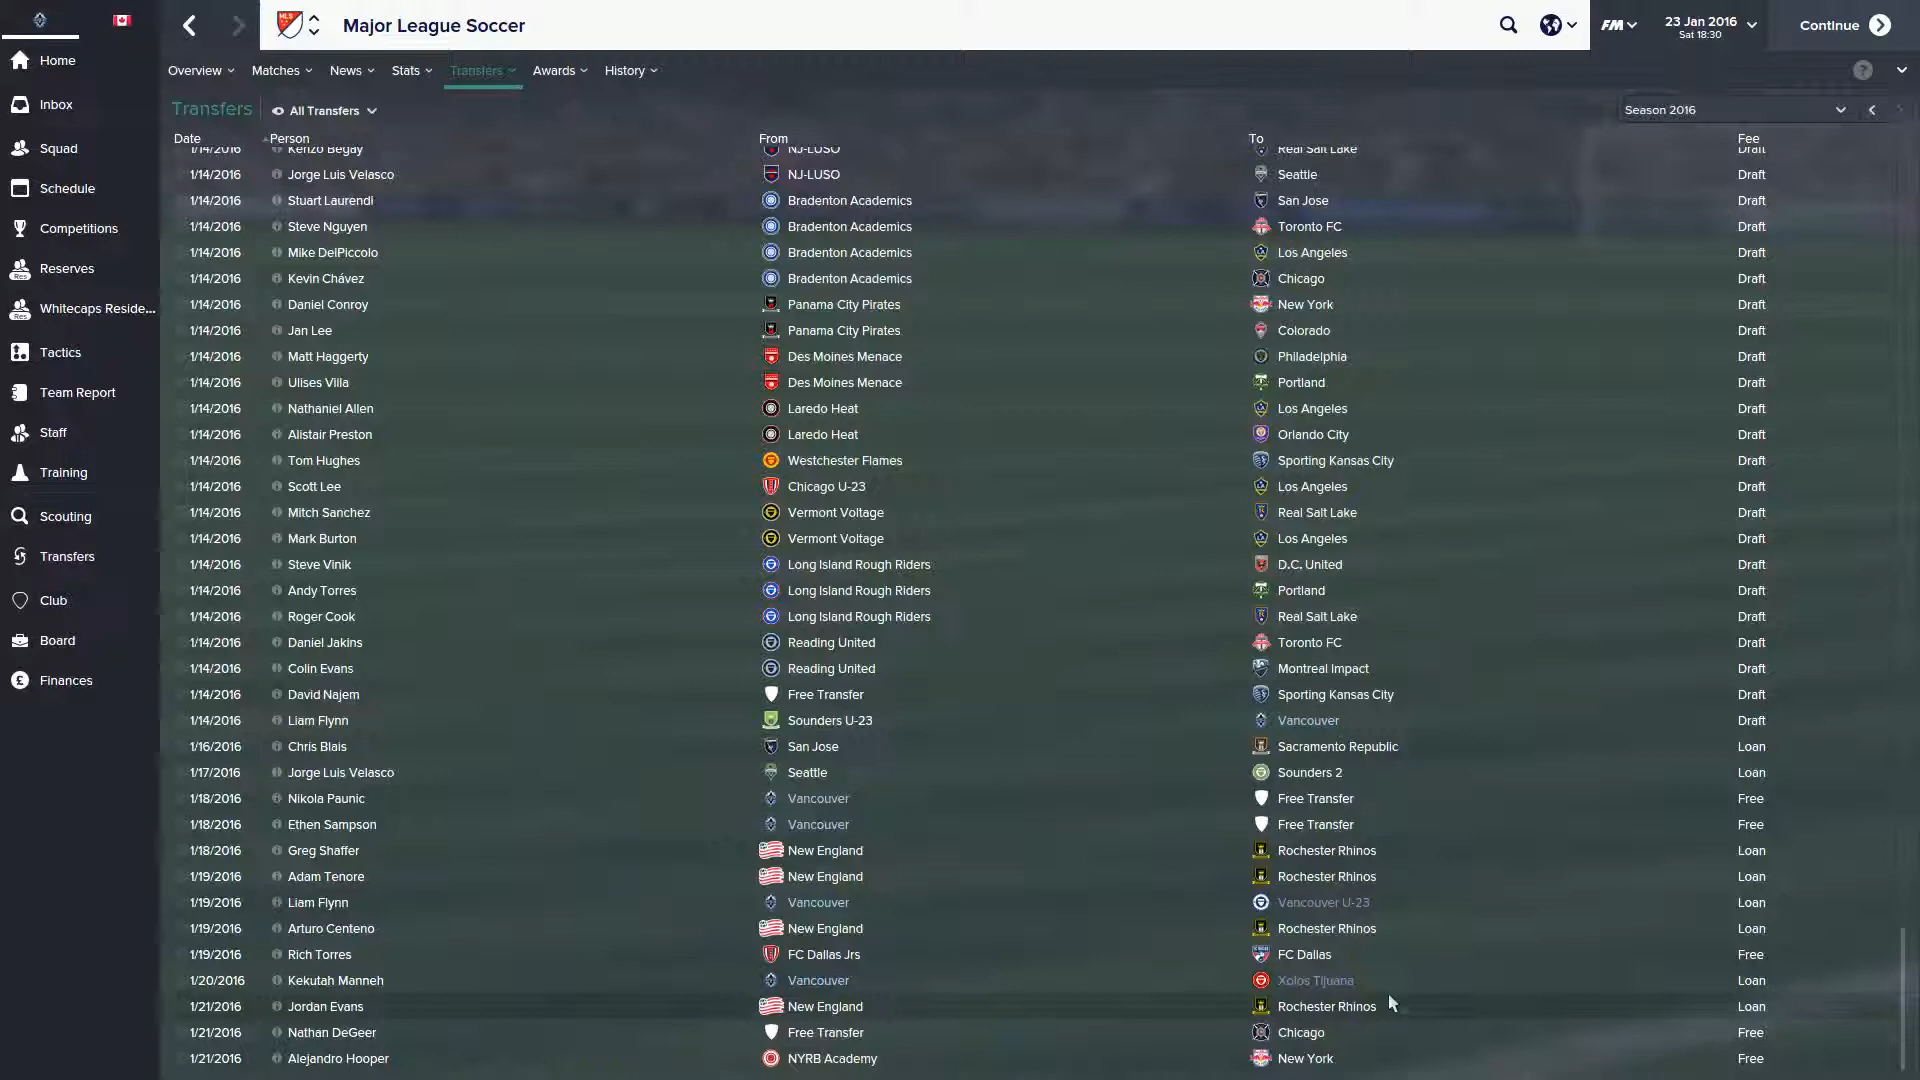 Major League Soccer
FM
23 Jan 2016
Sat 18:30
Continue
Home
Inbox
Squad
Schedule
Competitions
Reserves
Whitecaps Reside...
Tactics
Team Report
Staff
Training
Scouting
Transfers
Club
Board
Finances
Overview Matches News Stats Transfers Awards History
Transfers All Transfers Season 2016
Date Person From To Fee
1/14/2016 Kenzo Begay NJ-LUSO Real Salt Lake Draft
1/14/2016 Jorge Luis Velasco NJ-LUSO Seattle Draft
1/14/2016 Stuart Laurendi Bradenton Academics San Jose Draft
1/14/2016 Steve Nguyen Bradenton Academics Toronto FC Draft
1/14/2016 Mike DelPiccolo Bradenton Academics Los Angeles Draft
1/14/2016 Kevin Chávez Bradenton Academics Chicago Draft
1/14/2016 Daniel Conroy Panama City Pirates New York Draft
1/14/2016 Jan Lee Panama City Pirates Colorado Draft
1/14/2016 Matt Haggerty Des Moines Menace Philadelphia Draft
1/14/2016 Ulises Villa Des Moines Menace Portland Draft
1/14/2016 Nathaniel Allen Laredo Heat Los Angeles Draft
1/14/2016 Alistair Preston Laredo Heat Orlando City Draft
1/14/2016 Tom Hughes Westchester Flames Sporting Kansas City Draft
1/14/2016 Scott Lee Chicago U-23 Los Angeles Draft
1/14/2016 Mitch Sanchez Vermont Voltage Real Salt Lake Draft
1/14/2016 Mark Burton Vermont Voltage Los Angeles Draft
1/14/2016 Steve Vinik Long Island Rough Riders D.C. United Draft
1/14/2016 Andy Torres Long Island Rough Riders Portland Draft
1/14/2016 Roger Cook Long Island Rough Riders Real Salt Lake Draft
1/14/2016 Daniel Jakins Reading United Toronto FC Draft
1/14/2016 Colin Evans Reading United Montreal Impact Draft
1/14/2016 David Najem Free Transfer Sporting Kansas City Draft
1/14/2016 Liam Flynn Sounders U-23 Vancouver Draft
1/16/2016 Chris Blais San Jose Sacramento Republic Loan
1/17/2016 Jorge Luis Velasco Seattle Sounders 2 Loan
1/18/2016 Nikola Paunic Vancouver Free Transfer Free
1/18/2016 Ethen Sampson Vancouver Free Transfer Free
1/18/2016 Greg Shaffer New England Rochester Rhinos Loan
1/19/2016 Adam Tenore New England Rochester Rhinos Loan
1/19/2016 Liam Flynn Vancouver Vancouver U-23 Loan
1/19/2016 Arturo Centeno New England Rochester Rhinos Loan
1/19/2016 Rich Torres FC Dallas Jrs FC Dallas Free
1/20/2016 Kekutah Manneh Vancouver Xolos Tijuana Loan
1/21/2016 Jordan Evans New England Rochester Rhinos Loan
1/21/2016 Nathan DeGeer Free Transfer Chicago Free
1/21/2016 Alejandro Hooper NYRB Academy New York Free